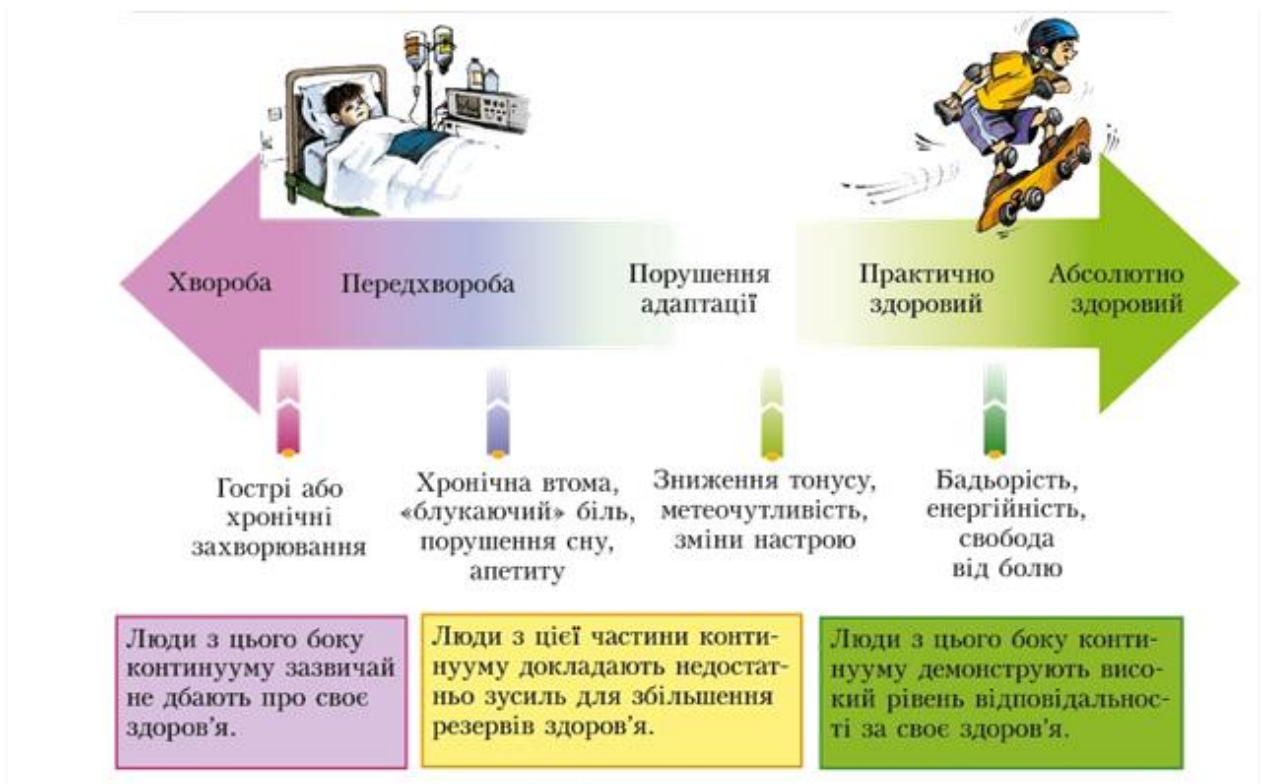 Хвороба
Передхвороба
Порушення
адаптації
Практично
здоровий
Абсолютно
здоровий
Гострі або
хронічні
захворювання
Хронічна втома,
«блукаючий» біль,
порушення сну,
апетиту
Зниження тонусу,
метеочутливість,
зміни настрою
Бадьорість,
енергійність,
свобода
від болю
Люди з цього боку
континууму зазвичай
не дбають про своє
здоров’я.
Люди з цієї частини конти-
нууму докладають недостат-
ньо зусиль для збільшення
резервів здоров’я.
Люди з цього боку конти-
нууму демонструють висо-
кий рівень відповідальнос-
ті за своє здоров’я.